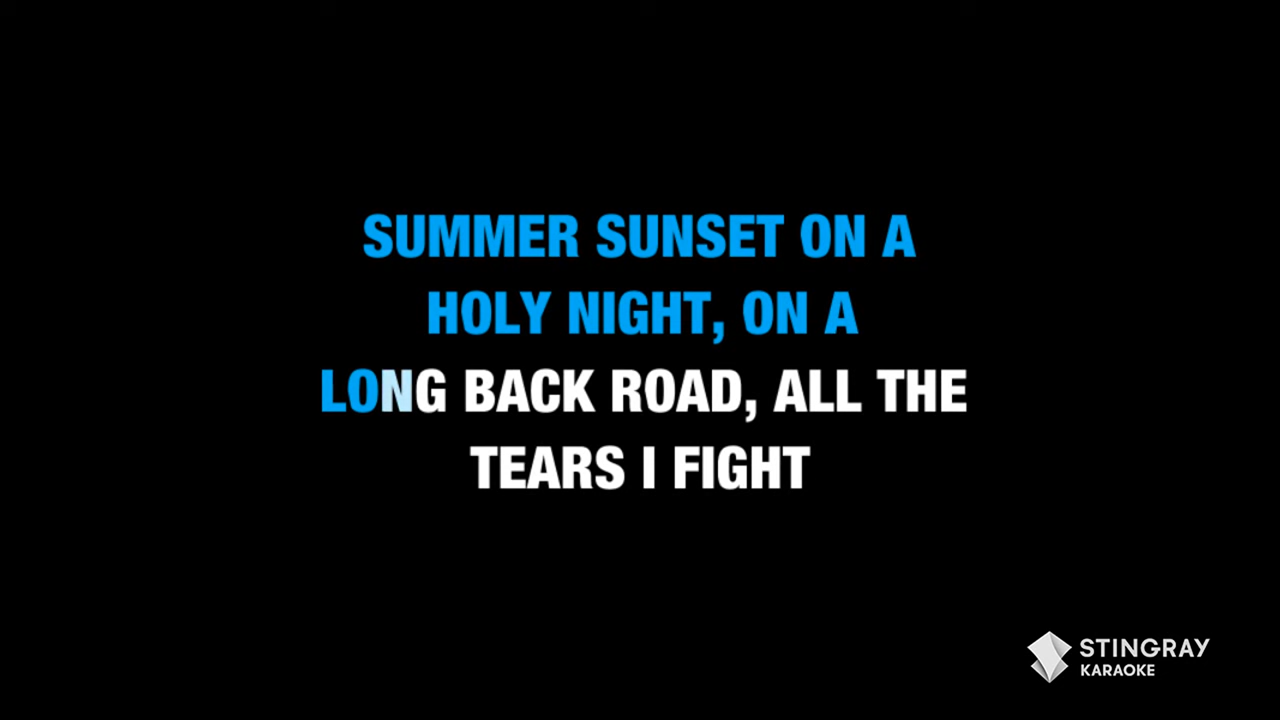 SUMMER SUNSET ON A
HOLY NIGHT, ON A
LONG BACK ROAD, ALL THE
TEARS I FIGHT
STINGRAY
KARAOKE